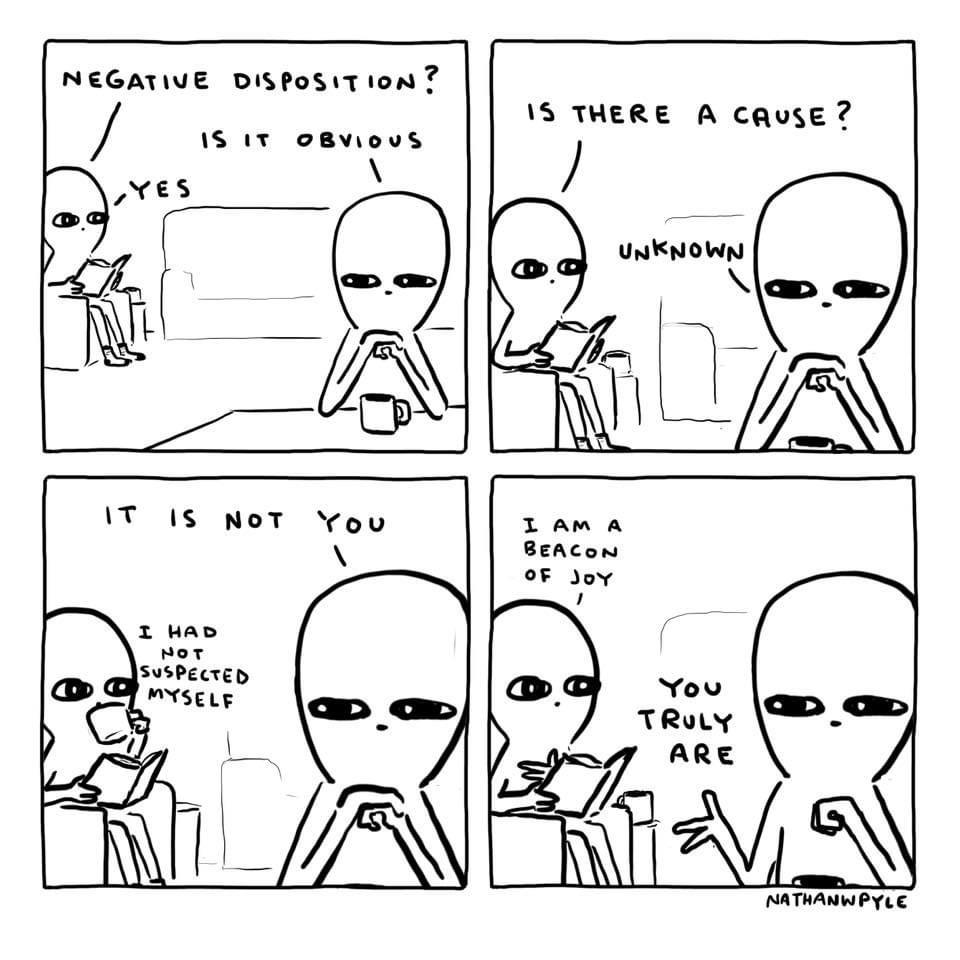 NEGATIVE DISPOSITION?
IS IT OBVIOUS
YES
IS THERE A CAUSE?
UNKNOWN
IT IS NOT YOU
I HAD
NOT
SUSPECTED
MYSELF
I AM A
BEACON
OF JOY
YOU
TRULY
ARE
NATHANWPYLE